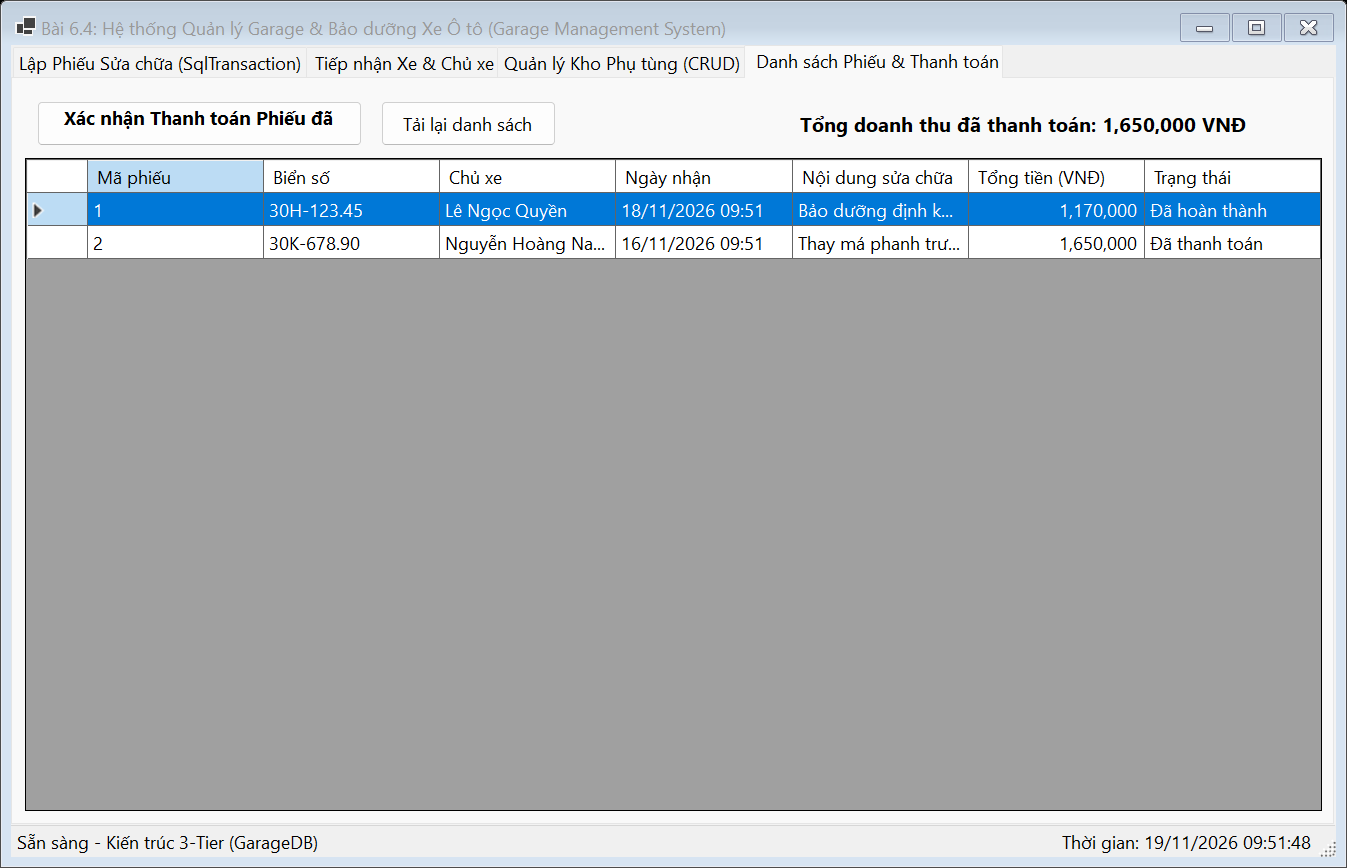 Bài 6.4: Hệ thống Quản lý Garage & Bảo dưỡng Xe Ô tô (Garage Management System)
Lập Phiếu Sửa chữa (SqlTransaction) Tiếp nhận Xe & Chủ xe Quản lý Kho Phụ tùng (CRUD) Danh sách Phiếu & Thanh toán
Xác nhận Thanh toán Phiếu đã Tải lại danh sách Tổng doanh thu đã thanh toán: 1,650,000 VNĐ
Mã phiếu Biển số Chủ xe Ngày nhận Nội dung sửa chữa Tổng tiền (VNĐ) Trạng thái
1 30H-123.45 Lê Ngọc Quyền 18/11/2026 09:51 Bảo dưỡng định k... 1,170,000 Đã hoàn thành
2 30K-678.90 Nguyễn Hoàng Na... 16/11/2026 09:51 Thay má phanh trư... 1,650,000 Đã thanh toán
Sẵn sàng - Kiến trúc 3-Tier (GarageDB) Thời gian: 19/11/2026 09:51:48